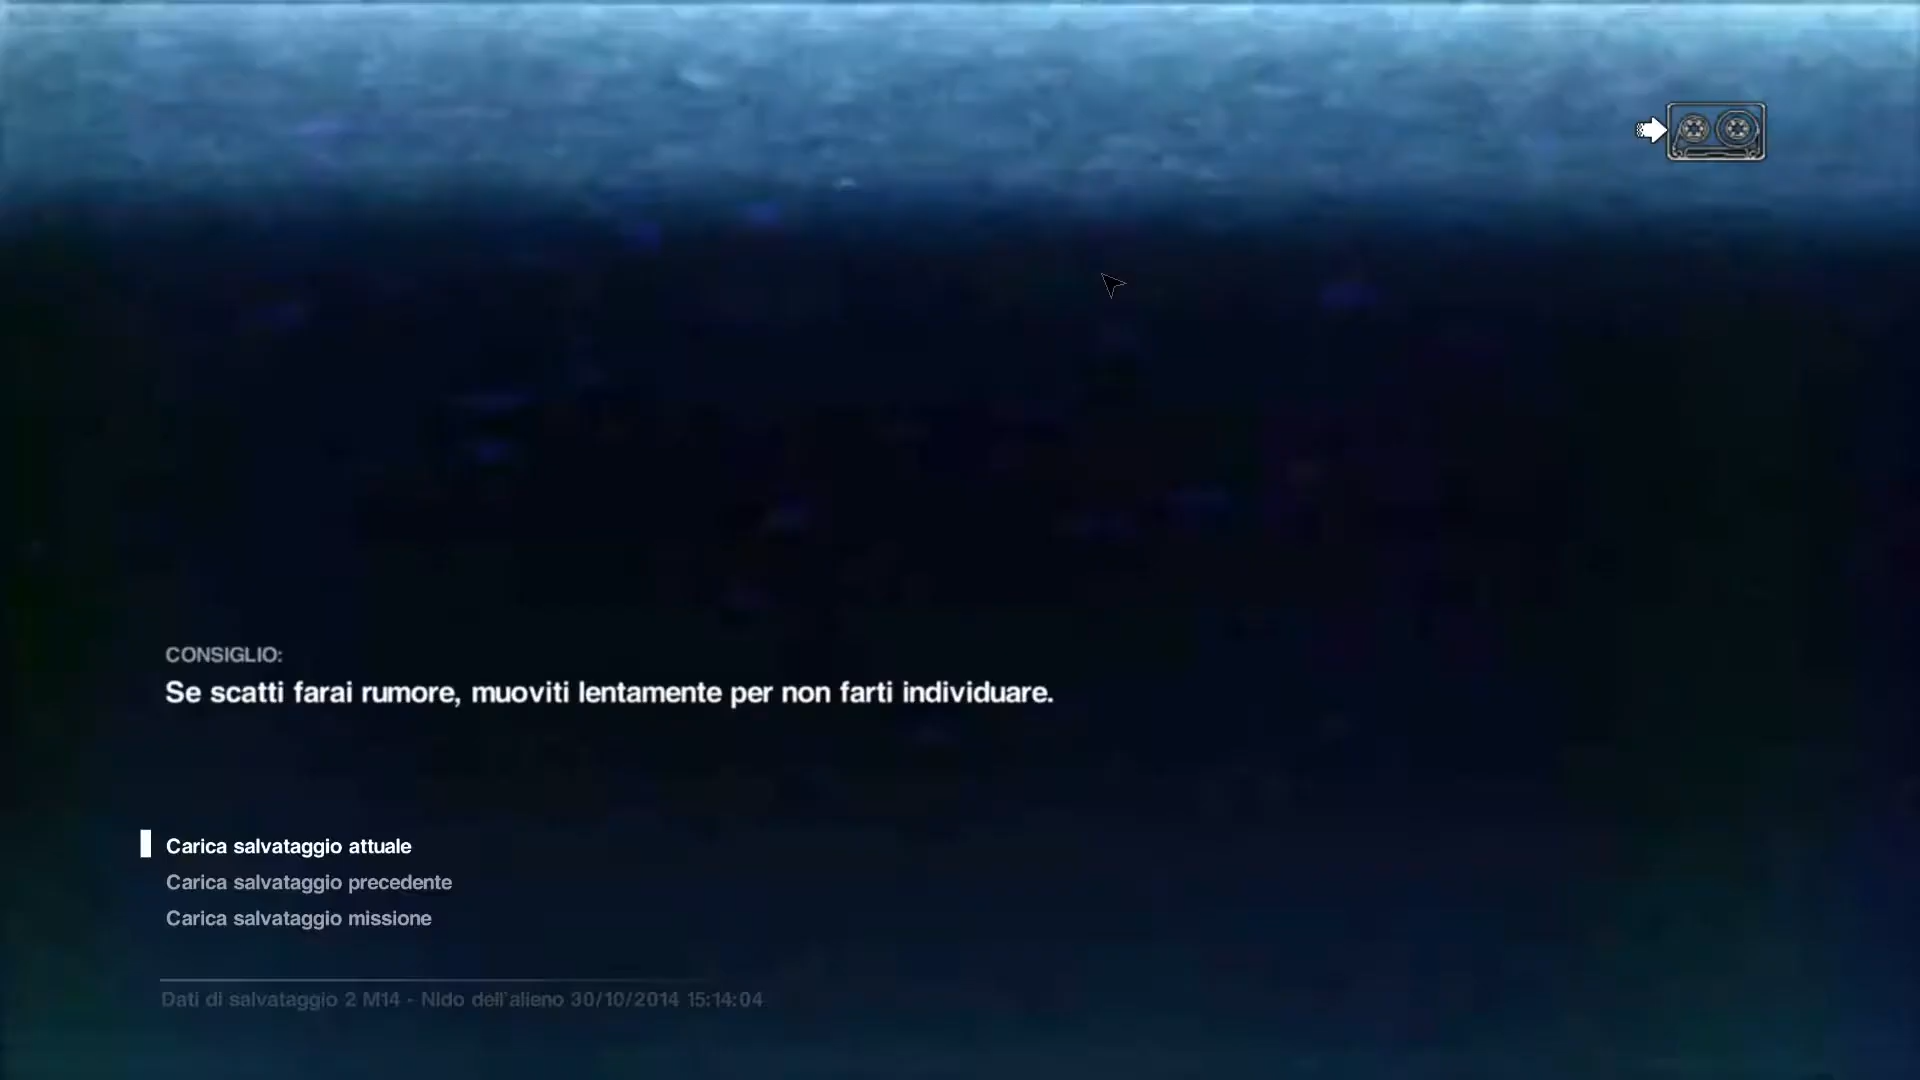 CONSIGLIO:
Se scatti farai rumore, muoviti lentamente per non farti individuare.
Carica salvataggio attuale
Carica salvataggio precedente
Carica salvataggio missione
Dati di salvataggio 2 M14 - Nido dell'alieno 30/10/2014 15:14:04